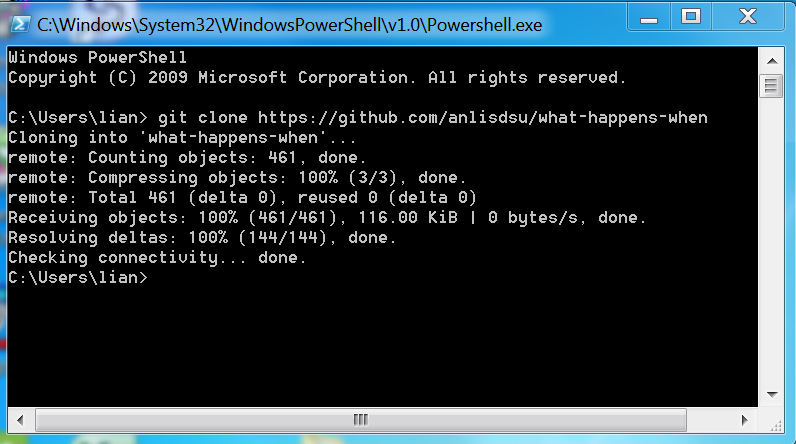 C:\Windows\System32\WindowsPowerShell\v1.0\Powershell.exe
Windows PowerShell
Copyright (C) 2009 Microsoft Corporation. All rights reserved.
C:\Users\lian> git clone https://github.com/anlisdsu/what-happens-when
Cloning into 'what-happens-when'...
remote: Counting objects: 461, done.
remote: Compressing objects: 100% (3/3), done.
remote: Total 461 (delta 0), reused 0 (delta 0)
Receiving objects: 100% (461/461), 116.00 KiB | 0 bytes/s, done.
Resolving deltas: 100% (144/144), done.
Checking connectivity... done.
C:\Users\lian>